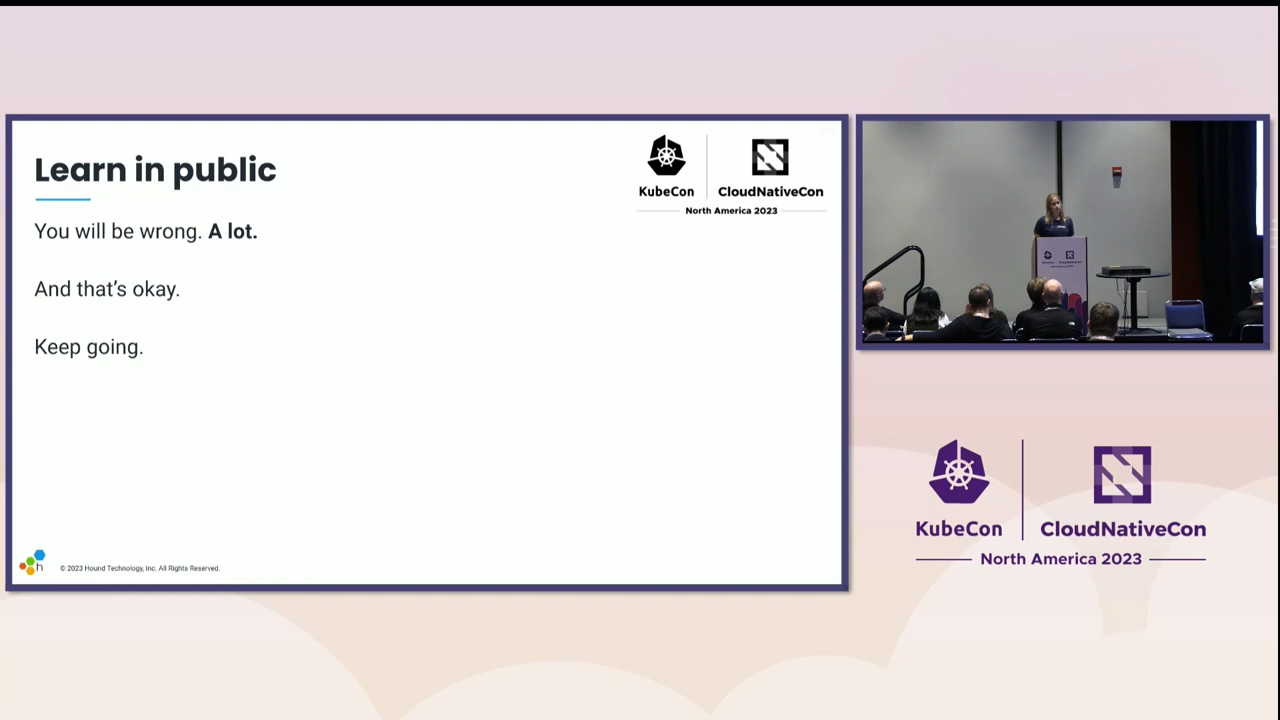 Learn in public
You will be wrong. A lot.
And that's okay.
Keep going.
KubeCon
CloudNativeCon
North America 2023
© 2023 Hound Technology, Inc. All Rights Reserved.
h
KubeCon
CloudNativeCon
North America 2023